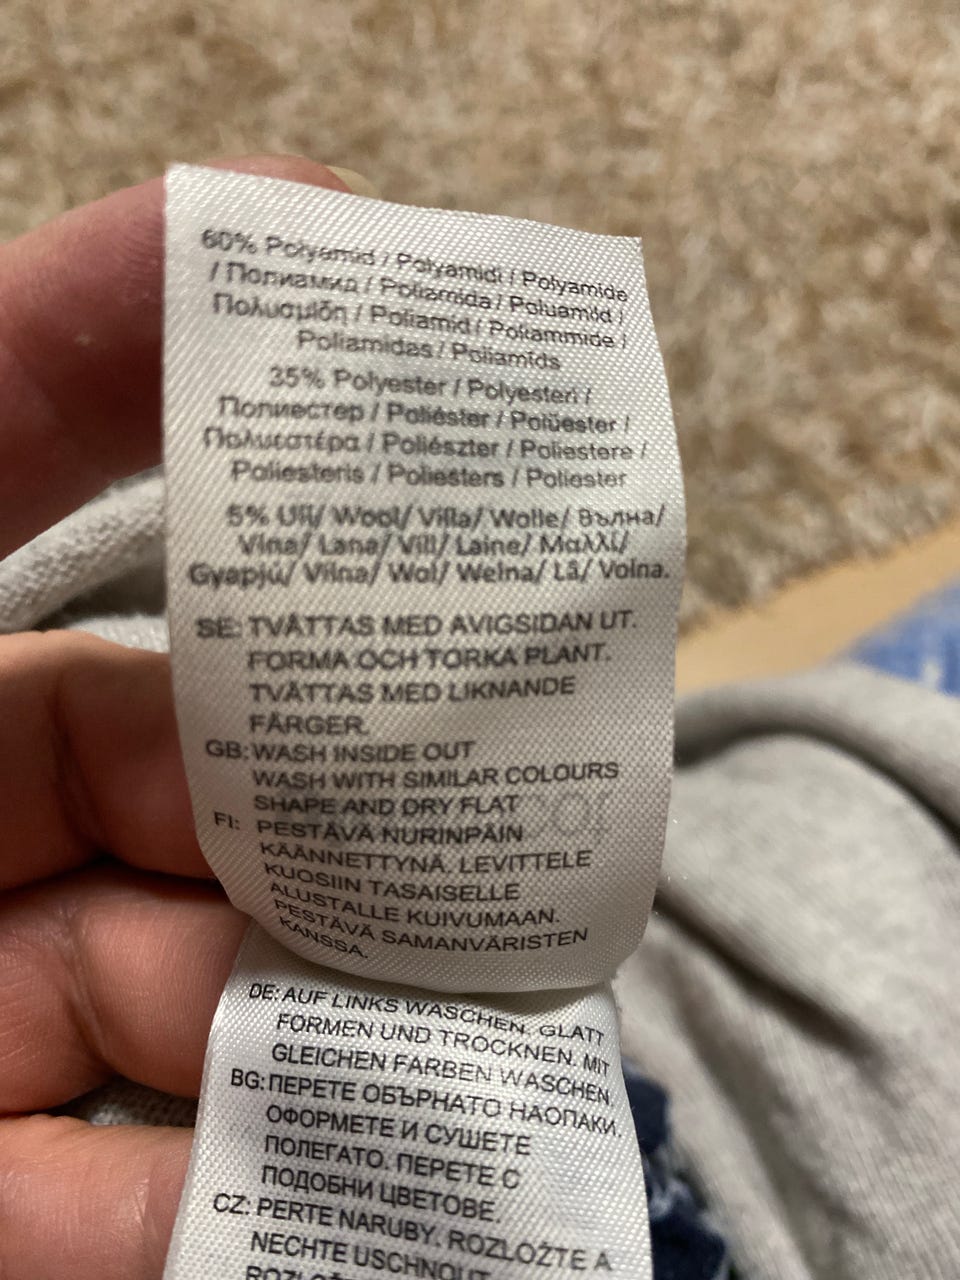 60% Polyamid / Polyamidi / Polyamide
/ Полиамид / Poliamida / Polüamiid /
Πολυαμίδη / Poliamid / Poliammide /
Poliamidas / Poliamīds
35% Polyester / Polyesteri /
Полиестер / Poliéster / Polüester /
Πολυεστέρα / Poliészter / Poliestere /
Poliesteris / Poliesters / Poliester
5% Ull/ Wool/ Villa/ Wolle/ Вълна/
Vlna/ Lana/ Vill/ Laine/ Μαλλί/
Gyapjú/ Vilna/ Wol/ Wełna/ Lâ/ Volna.
SE: TVÄTTAS MED AVIGSIDAN UT.
FORMA OCH TORKA PLANT.
TVÄTTAS MED LIKNANDE
FÄRGER.
GB: WASH INSIDE OUT
WASH WITH SIMILAR COLOURS
SHAPE AND DRY FLAT
FI: PESTÄVÄ NURINPÄIN
KÄÄNNETTYNÄ. LEVITTELE
KUOSIIN TASAISELLE
ALUSTALLE KUIVUMAAN.
PESTÄVÄ SAMANVÄRISTEN
KANSSA.
DE: AUF LINKS WASCHEN. GLATT
FORMEN UND TROCKNEN. MIT
GLEICHEN FARBEN WASCHEN.
BG: ПЕРЕТЕ ОБЪРНАТО НАОПАКИ.
ОФОРМЕТЕ И СУШЕТЕ
ПОЛЕГАТО. ПЕРЕТЕ С
ПОДОБНИ ЦВЕТОВЕ.
CZ: PERTE NARUBY. ROZLOŽTE A
NECHTE USCHNOUT